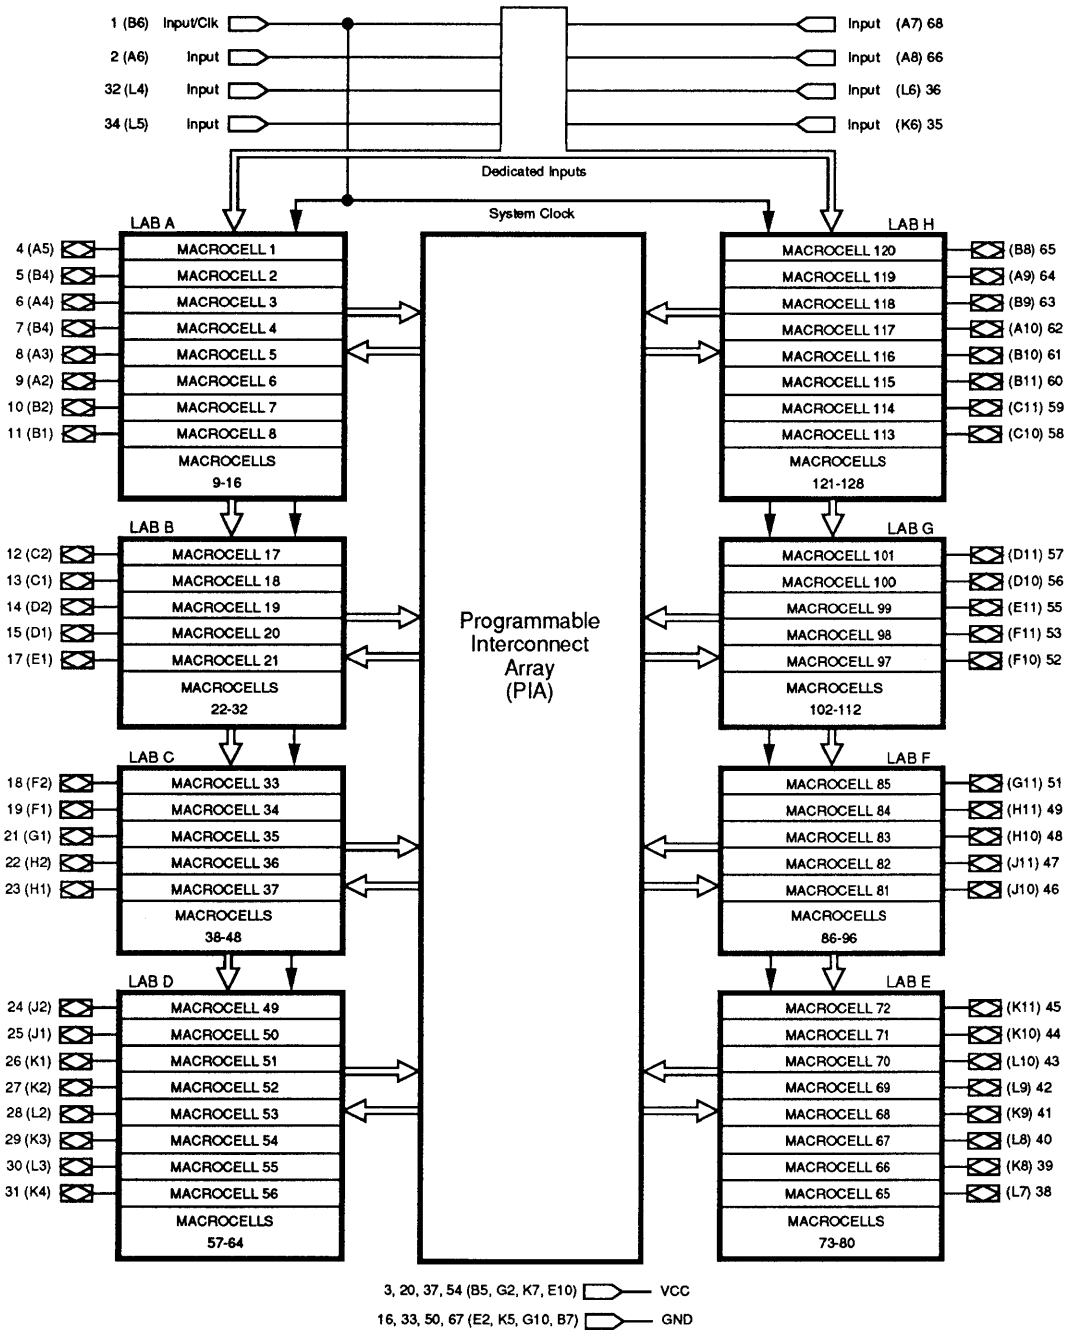 1 (B6) Input/Clk
2 (A6) Input
32 (L4) Input
34 (L5) Input
Input (A7) 68
Input (A8) 66
Input (L6) 36
Input (K6) 35
Dedicated Inputs
System Clock
LAB A
4 (A5) MACROCELL 1
5 (B4) MACROCELL 2
6 (A4) MACROCELL 3
7 (B4) MACROCELL 4
8 (A3) MACROCELL 5
9 (A2) MACROCELL 6
10 (B2) MACROCELL 7
11 (B1) MACROCELL 8
MACROCELLS
9-16
LAB B
12 (C2) MACROCELL 17
13 (C1) MACROCELL 18
14 (D2) MACROCELL 19
15 (D1) MACROCELL 20
17 (E1) MACROCELL 21
MACROCELLS
22-32
LAB C
18 (F2) MACROCELL 33
19 (F1) MACROCELL 34
21 (G1) MACROCELL 35
22 (H2) MACROCELL 36
23 (H1) MACROCELL 37
MACROCELLS
38-48
LAB D
24 (J2) MACROCELL 49
25 (J1) MACROCELL 50
26 (K1) MACROCELL 51
27 (K2) MACROCELL 52
28 (L2) MACROCELL 53
29 (K3) MACROCELL 54
30 (L3) MACROCELL 55
31 (K4) MACROCELL 56
MACROCELLS
57-64
Programmable
Interconnect
Array
(PIA)
LAB H
MACROCELL 120 (B8) 65
MACROCELL 119 (A9) 64
MACROCELL 118 (B9) 63
MACROCELL 117 (A10) 62
MACROCELL 116 (B10) 61
MACROCELL 115 (B11) 60
MACROCELL 114 (C11) 59
MACROCELL 113 (C10) 58
MACROCELLS
121-128
LAB G
MACROCELL 101 (D11) 57
MACROCELL 100 (D10) 56
MACROCELL 99 (E11) 55
MACROCELL 98 (F11) 53
MACROCELL 97 (F10) 52
MACROCELLS
102-112
LAB F
MACROCELL 85 (G11) 51
MACROCELL 84 (H11) 49
MACROCELL 83 (H10) 48
MACROCELL 82 (J11) 47
MACROCELL 81 (J10) 46
MACROCELLS
86-96
LAB E
MACROCELL 72 (K11) 45
MACROCELL 71 (K10) 44
MACROCELL 70 (L10) 43
MACROCELL 69 (L9) 42
MACROCELL 68 (K9) 41
MACROCELL 67 (L8) 40
MACROCELL 66 (K8) 39
MACROCELL 65 (L7) 38
MACROCELLS
73-80
3, 20, 37, 54 (B5, G2, K7, E10) VCC
16, 33, 50, 67 (E2, K5, G10, B7) GND